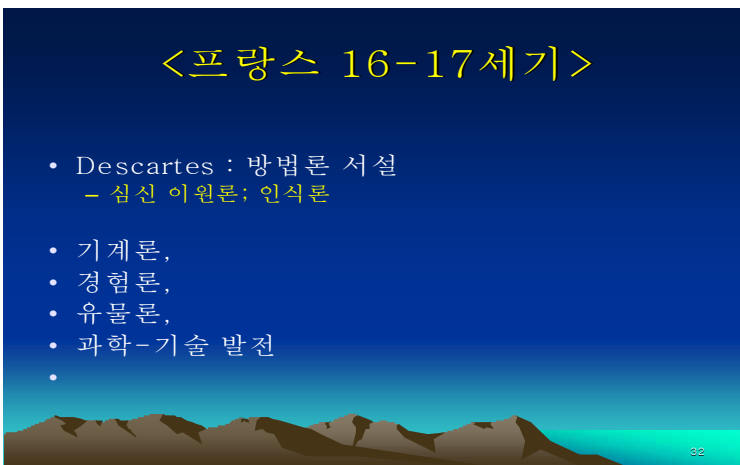 <프랑스 16-17세기>
• Descartes : 방법론 서설
– 심신 이원론; 인식론
• 기계론,
• 경험론,
• 유물론,
• 과학-기술 발전
•
32